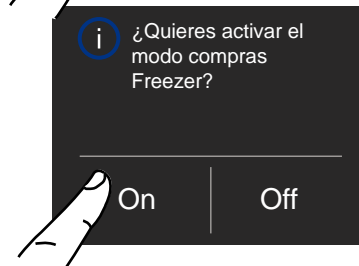 i
¿Quieres activar el
modo compras
Freezer?
On
Off